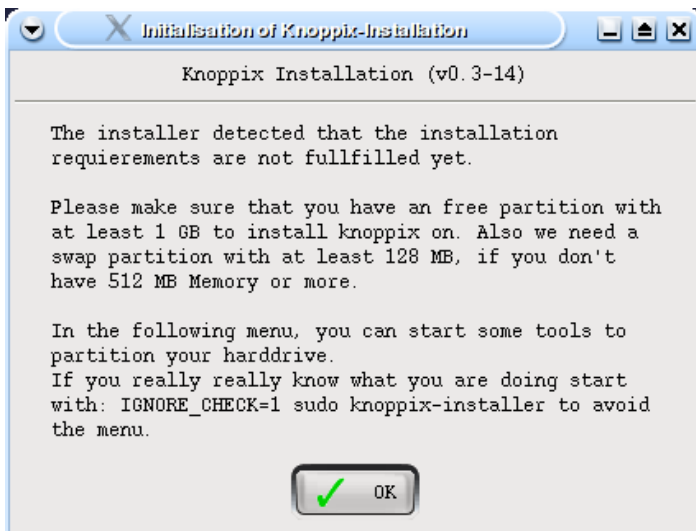 Initialisation of Knoppix-Installation
Knoppix Installation (v0.3-14)
The installer detected that the installation
requierements are not fullfilled yet.
Please make sure that you have an free partition with
at least 1 GB to install knoppix on. Also we need a
swap partition with at least 128 MB, if you don't
have 512 MB Memory or more.
In the following menu, you can start some tools to
partition your harddrive.
If you really really know what you are doing start
with: IGNORE_CHECK=1 sudo knoppix-installer to avoid
the menu.
OK